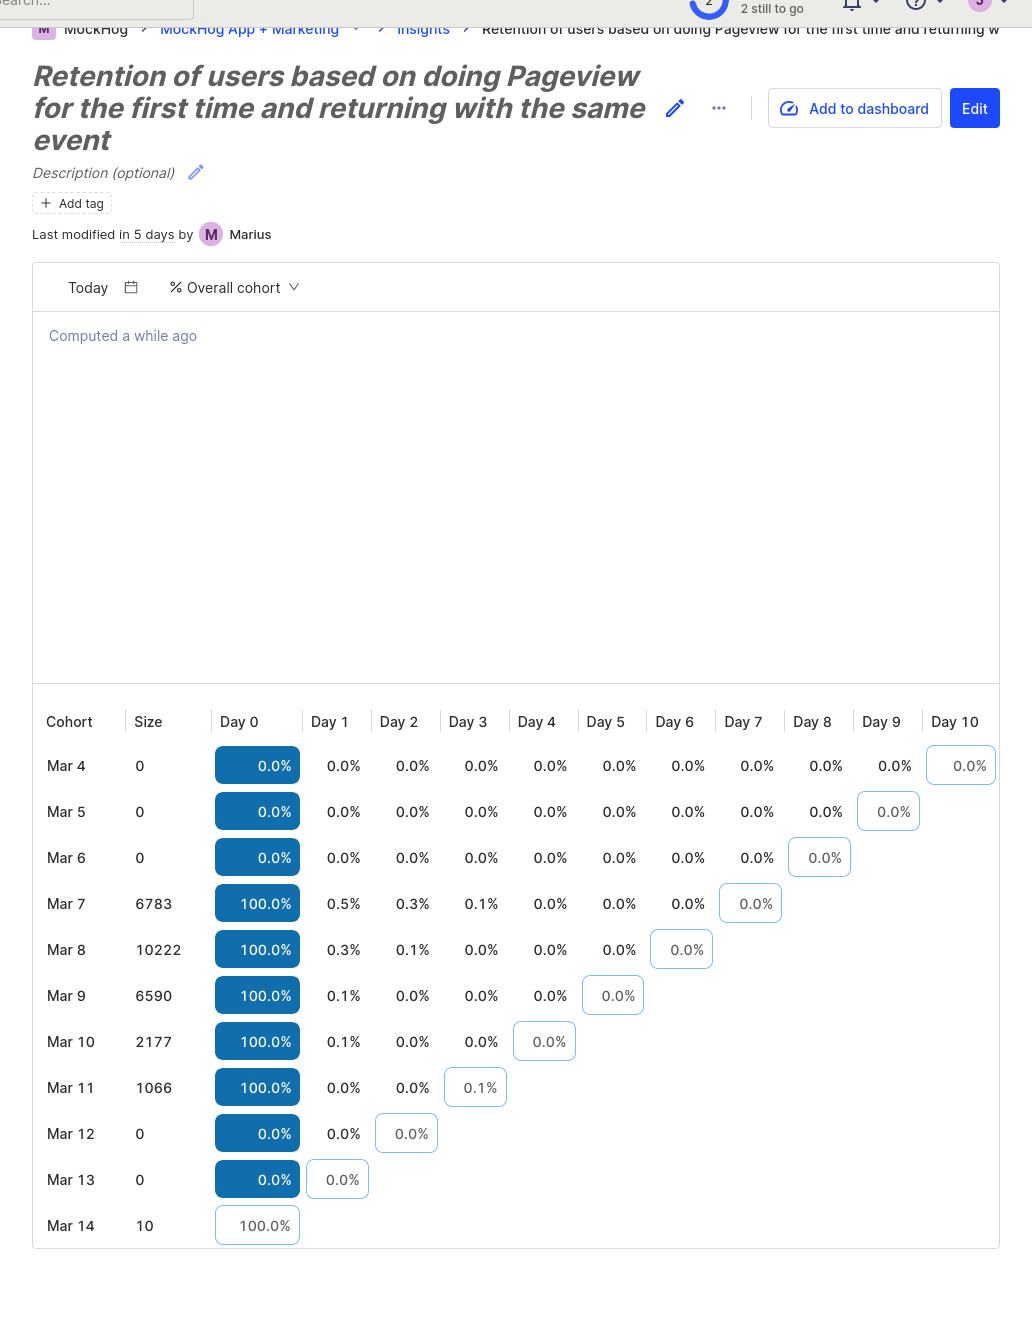 Search...
2
2 still to go
?
J
M MockHog MockHog App + Marketing Insights Retention of users based on doing Pageview for the first time and returning w
Retention of users based on doing Pageview
for the first time and returning with the same
event
Add to dashboard
Edit
Description (optional)
+ Add tag
Last modified in 5 days by M Marius
Today % Overall cohort
Computed a while ago
Cohort Size Day 0 Day 1 Day 2 Day 3 Day 4 Day 5 Day 6 Day 7 Day 8 Day 9 Day 10
Mar 4 0 0.0% 0.0% 0.0% 0.0% 0.0% 0.0% 0.0% 0.0% 0.0% 0.0% 0.0%
Mar 5 0 0.0% 0.0% 0.0% 0.0% 0.0% 0.0% 0.0% 0.0% 0.0% 0.0%
Mar 6 0 0.0% 0.0% 0.0% 0.0% 0.0% 0.0% 0.0% 0.0% 0.0%
Mar 7 6783 100.0% 0.5% 0.3% 0.1% 0.0% 0.0% 0.0% 0.0%
Mar 8 10222 100.0% 0.3% 0.1% 0.0% 0.0% 0.0% 0.0%
Mar 9 6590 100.0% 0.1% 0.0% 0.0% 0.0% 0.0%
Mar 10 2177 100.0% 0.1% 0.0% 0.0% 0.0%
Mar 11 1066 100.0% 0.0% 0.0% 0.1%
Mar 12 0 0.0% 0.0% 0.0%
Mar 13 0 0.0% 0.0%
Mar 14 10 100.0%